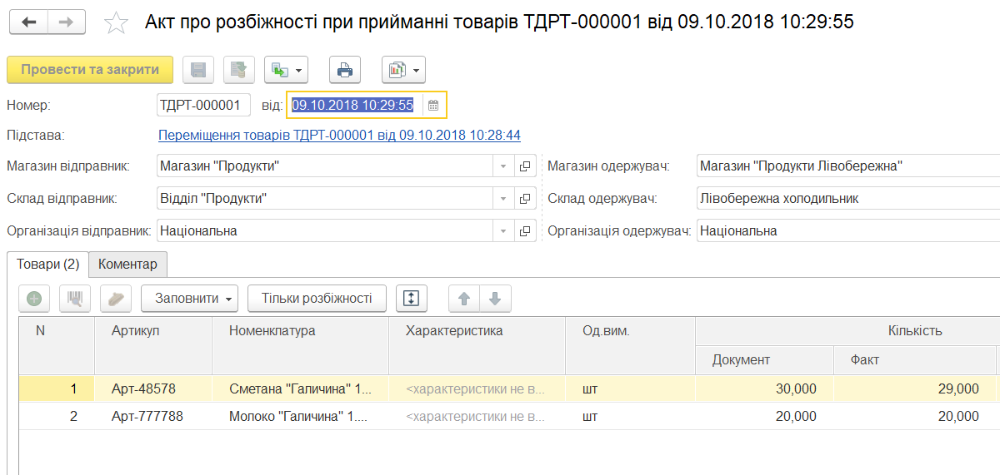 Акт про розбіжності при прийманні товарів ТДРТ-000001 від 09.10.2018 10:29:55
Провести та закрити
Номер: ТДРТ-000001 від: 09.10.2018 10:29:55
Підстава: Переміщення товарів ТДРТ-000001 від 09.10.2018 10:28:44
Магазин відправник: Магазин "Продукти" Магазин одержувач: Магазин "Продукти Лівобережна"
Склад відправник: Відділ "Продукти" Склад одержувач: Лівобережна холодильник
Організація відправник: Національна Організація одержувач: Національна
Товари (2) Коментар
Заповнити Тільки розбіжності
N Артикул Номенклатура Характеристика Од.вим. Кількість
Документ Факт
1 Арт-48578 Сметана "Галичина" 1... <характеристики не в... шт 30,000 29,000
2 Арт-777788 Молоко "Галичина" 1.... <характеристики не в... шт 20,000 20,000